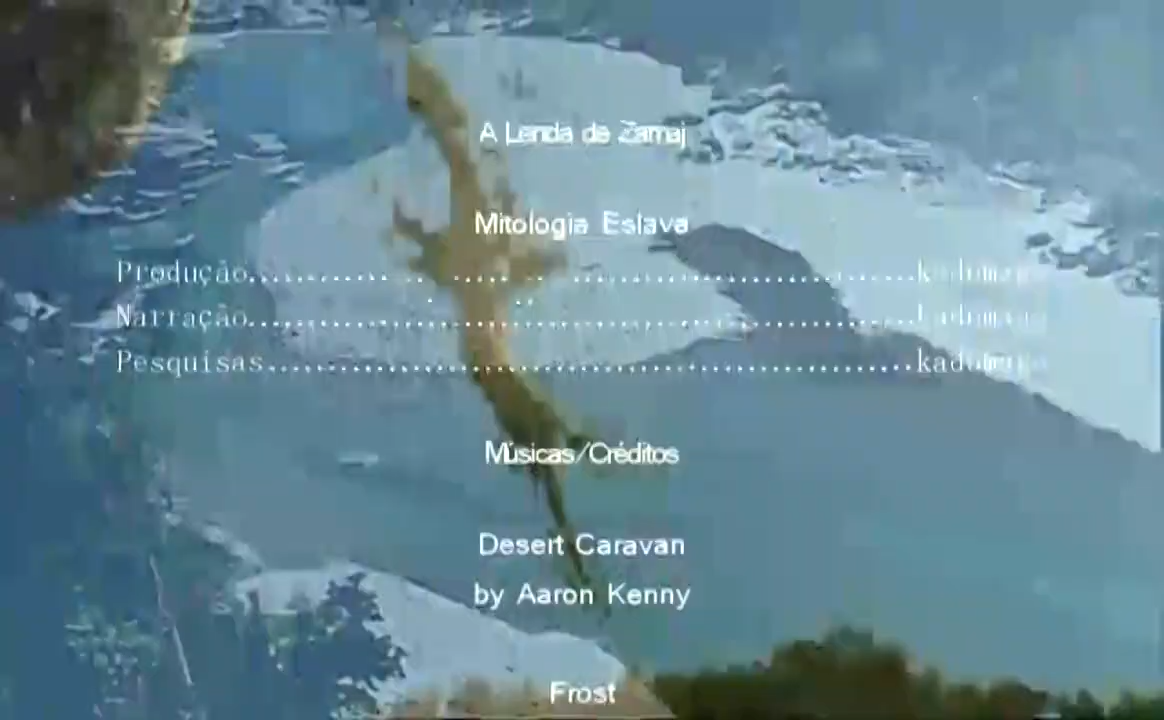 A Lenda de Zamaj
Mitologia Eslava
Produção
Narração
Pesquisas
Músicas/Créditos
Desert Caravan
by Aaron Kenny
Frost